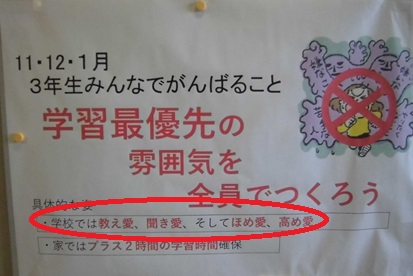 11・12・1月
3年生みんなでがんばること
学習最優先の
雰囲気を
全員でつくろう
具体的な姿
・学校では教え愛、聞き愛、そしてほめ愛、高め愛
・家ではプラス2時間の学習時間確保